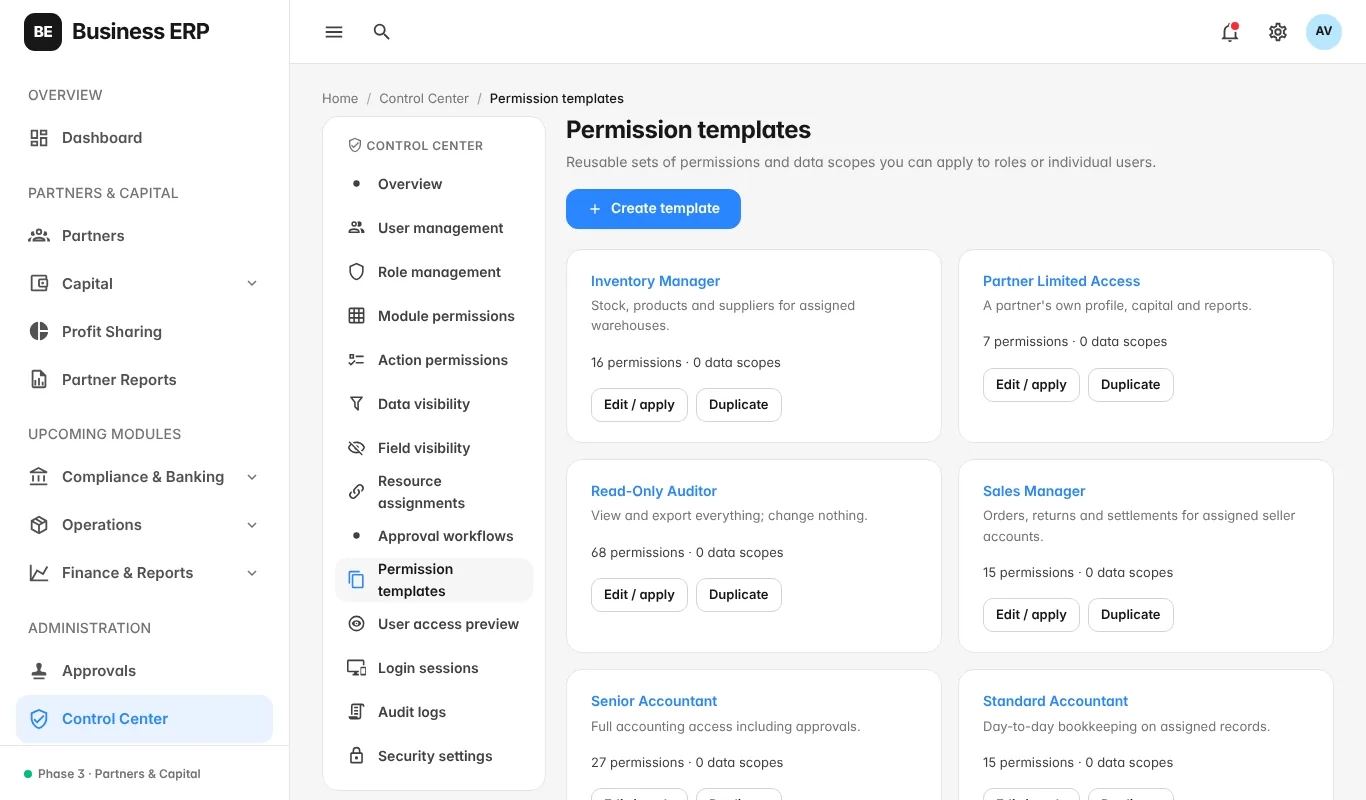 BE Business ERP
AV
OVERVIEW
Dashboard
PARTNERS & CAPITAL
Partners
Capital
Profit Sharing
Partner Reports
UPCOMING MODULES
Compliance & Banking
Operations
Finance & Reports
ADMINISTRATION
Approvals
Control Center
Phase 3 · Partners & Capital
Home / Control Center / Permission templates
CONTROL CENTER
Overview
User management
Role management
Module permissions
Action permissions
Data visibility
Field visibility
Resource
assignments
Approval workflows
Permission
templates
User access preview
Login sessions
Audit logs
Security settings
Permission templates
Reusable sets of permissions and data scopes you can apply to roles or individual users.
+ Create template
Inventory Manager
Stock, products and suppliers for assigned
warehouses.
16 permissions · 0 data scopes
Edit / apply Duplicate
Partner Limited Access
A partner's own profile, capital and reports.
7 permissions · 0 data scopes
Edit / apply Duplicate
Read-Only Auditor
View and export everything; change nothing.
68 permissions · 0 data scopes
Edit / apply Duplicate
Sales Manager
Orders, returns and settlements for assigned seller
accounts.
15 permissions · 0 data scopes
Edit / apply Duplicate
Senior Accountant
Full accounting access including approvals.
27 permissions · 0 data scopes
Standard Accountant
Day-to-day bookkeeping on assigned records.
15 permissions · 0 data scopes